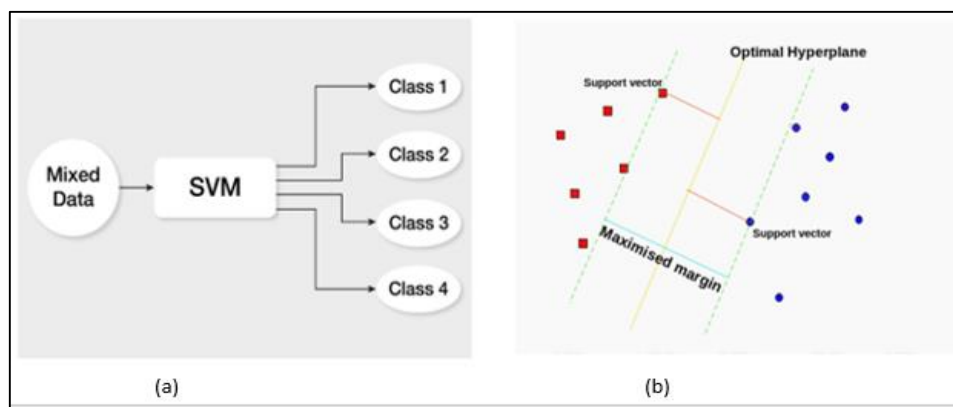 Mixed
Data
SVM
Class 1
Class 2
Class 3
Class 4
(a)
Optimal Hyperplane
Support vector
Support vector
Maximised margin
(b)